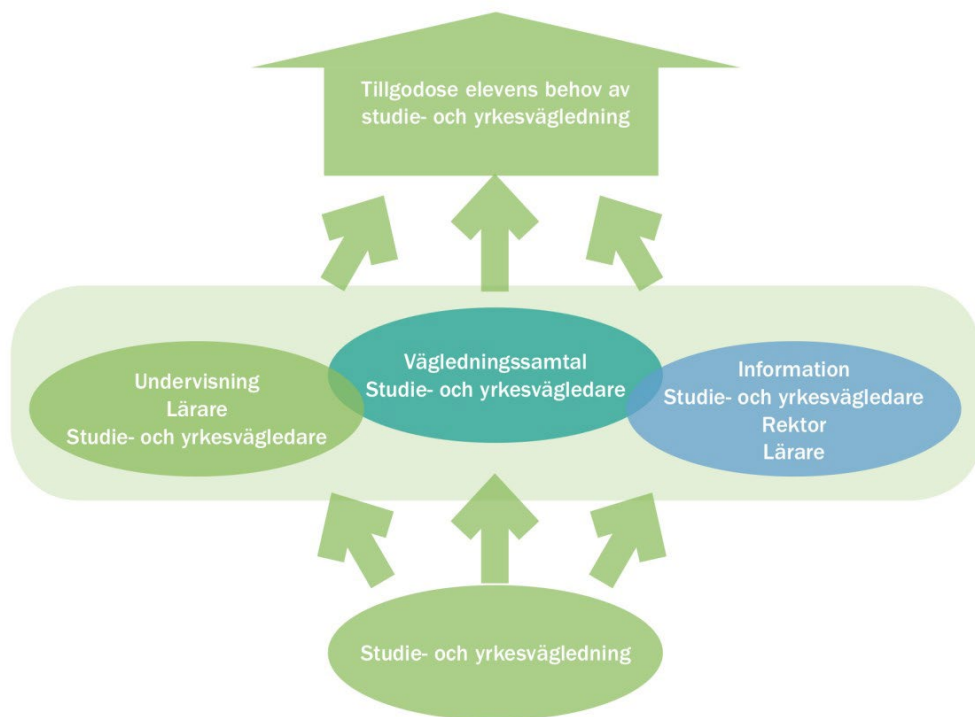 Tillgodose elevens behov av
studie- och yrkesvägledning
Undervisning
Lärare
Studie- och yrkesvägledare
Vägledningssamtal
Studie- och yrkesvägledare
Information
Studie- och yrkesvägledare
Rektor
Lärare
Studie- och yrkesvägledning